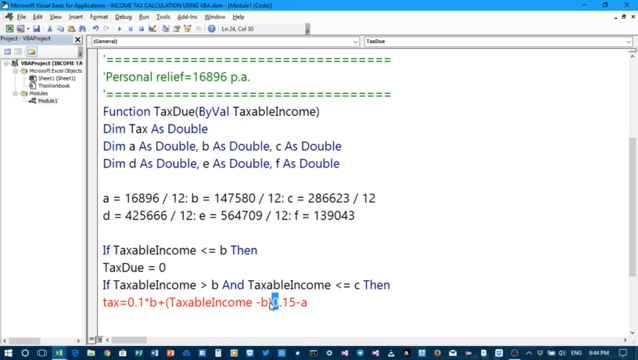 Microsoft Visual Basic for Applications - INCOME TAX CALCULATION USING VBA.xlsm - [Module1 (Code)]
File Edit View Insert Format Debug Run Tools Add-Ins Window Help
Ln 24, Col 30
Project - VBAProject
(General) TaxDue
VBAProject (INCOME TAX
Microsoft Excel Objects
Sheet1 (Sheet1)
ThisWorkbook
Modules
Module1
'==================================
'Personal relief=16896 p.a.
'==================================
Function TaxDue(ByVal TaxableIncome)
Dim Tax As Double
Dim a As Double, b As Double, c As Double
Dim d As Double, e As Double, f As Double
a = 16896 / 12: b = 147580 / 12: c = 286623 / 12
d = 425666 / 12: e = 564709 / 12: f = 139043
If TaxableIncome <= b Then
TaxDue = 0
If TaxableIncome > b And TaxableIncome <= c Then
tax=0.1*b+(TaxableIncome -b)0.15-a
6:44 PM